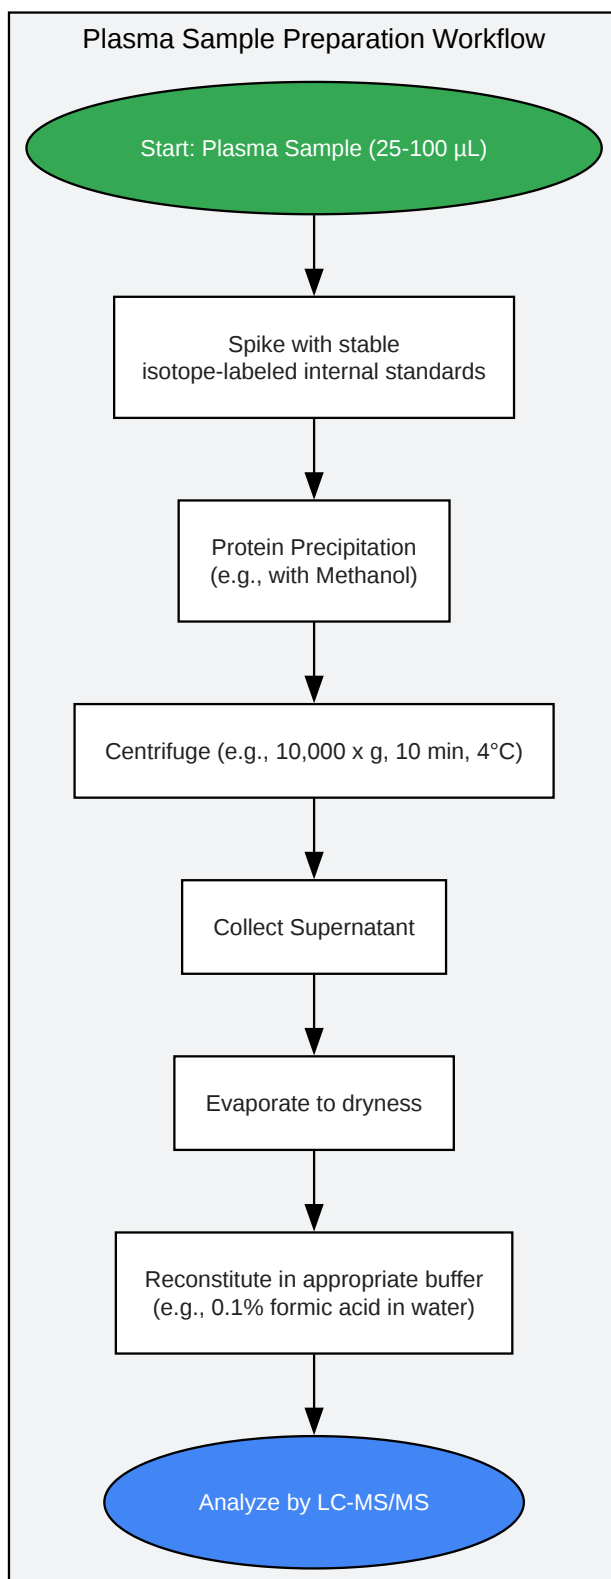 Plasma Sample Preparation Workflow
Start: Plasma Sample (25-100 µL)
Spike with stable
isotope-labeled internal standards
Protein Precipitation
(e.g., with Methanol)
Centrifuge (e.g., 10,000 x g, 10 min, 4°C)
Collect Supernatant
Evaporate to dryness
Reconstitute in appropriate buffer
(e.g., 0.1% formic acid in water)
Analyze by LC-MS/MS